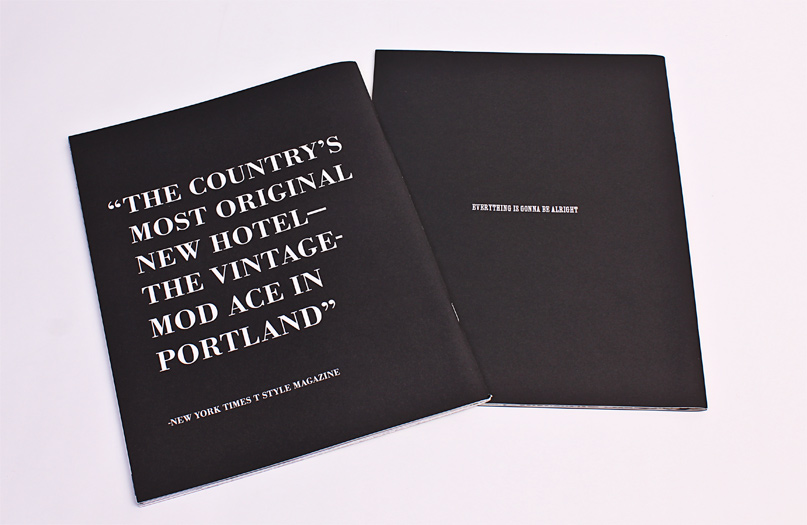 “THE COUNTRY’S
MOST ORIGINAL
NEW HOTEL—
THE VINTAGE-
MOD ACE IN
PORTLAND”
-NEW YORK TIMES T STYLE MAGAZINE
EVERYTHING IS GONNA BE ALRIGHT